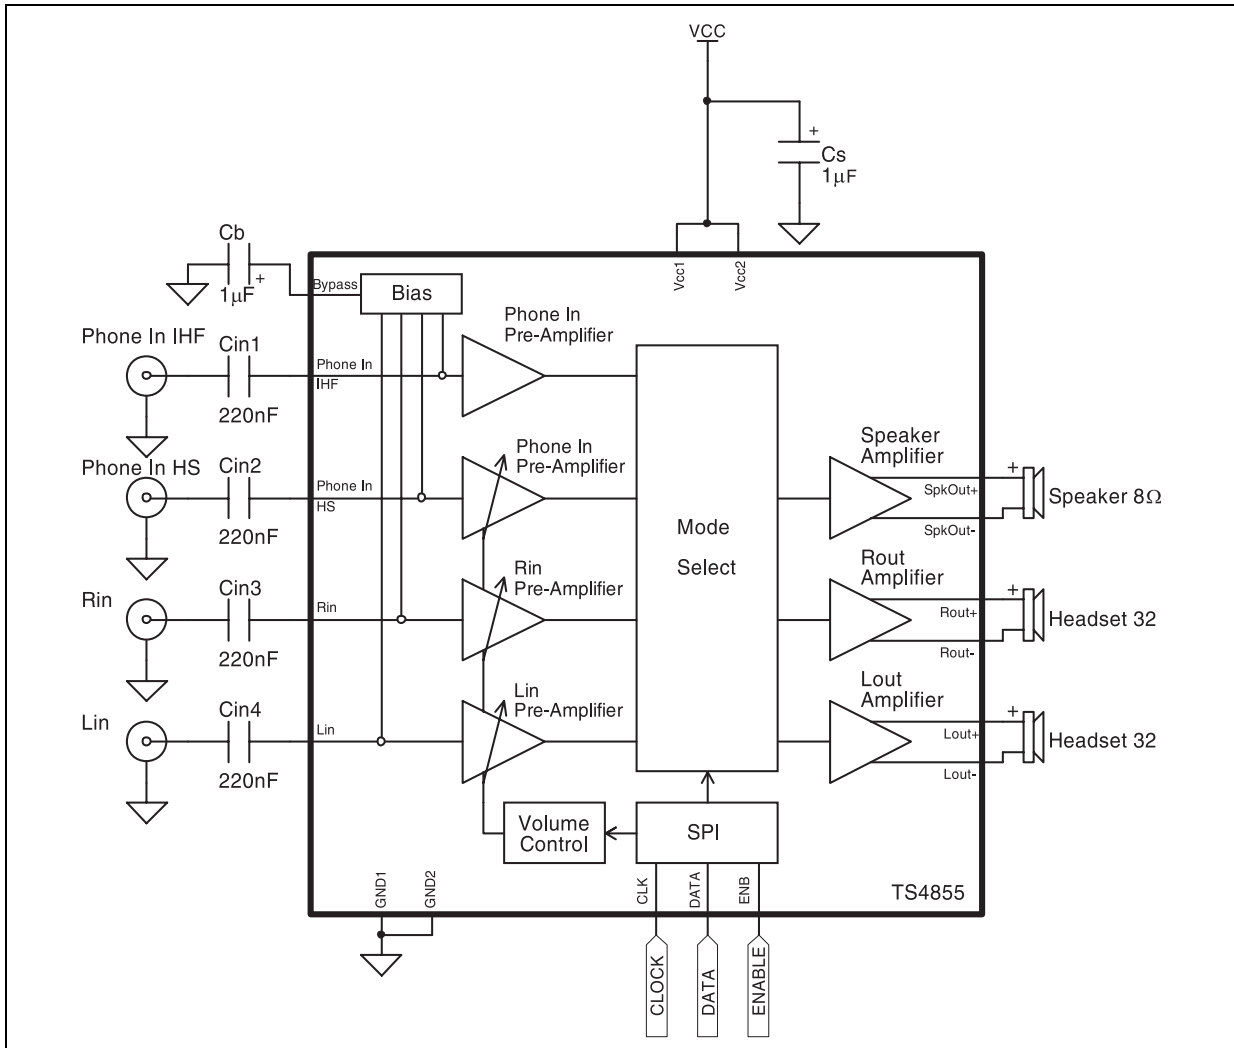 VCC
+
Cs
1µF
Cb
+
1µF
Vcc1
Vcc2
Bypass
Bias
Phone In IHF
Cin1
220nF
Phone In
IHF
Phone In
Pre-Amplifier
Phone In HS
Cin2
220nF
Phone In
HS
Phone In
Pre-Amplifier
Mode
Select
Speaker
Amplifier
SpkOut+
SpkOut-
+
Speaker 8Ω
Rin
Cin3
220nF
Rin
Rin
Pre-Amplifier
Rout
Amplifier
Rout+
Rout-
+
Headset 32
Lin
Cin4
220nF
Lin
Lin
Pre-Amplifier
Lout
Amplifier
Lout+
Lout-
+
Headset 32
Volume
Control
SPI
GND1
GND2
CLK
DATA
ENB
TS4855
CLOCK
DATA
ENABLE